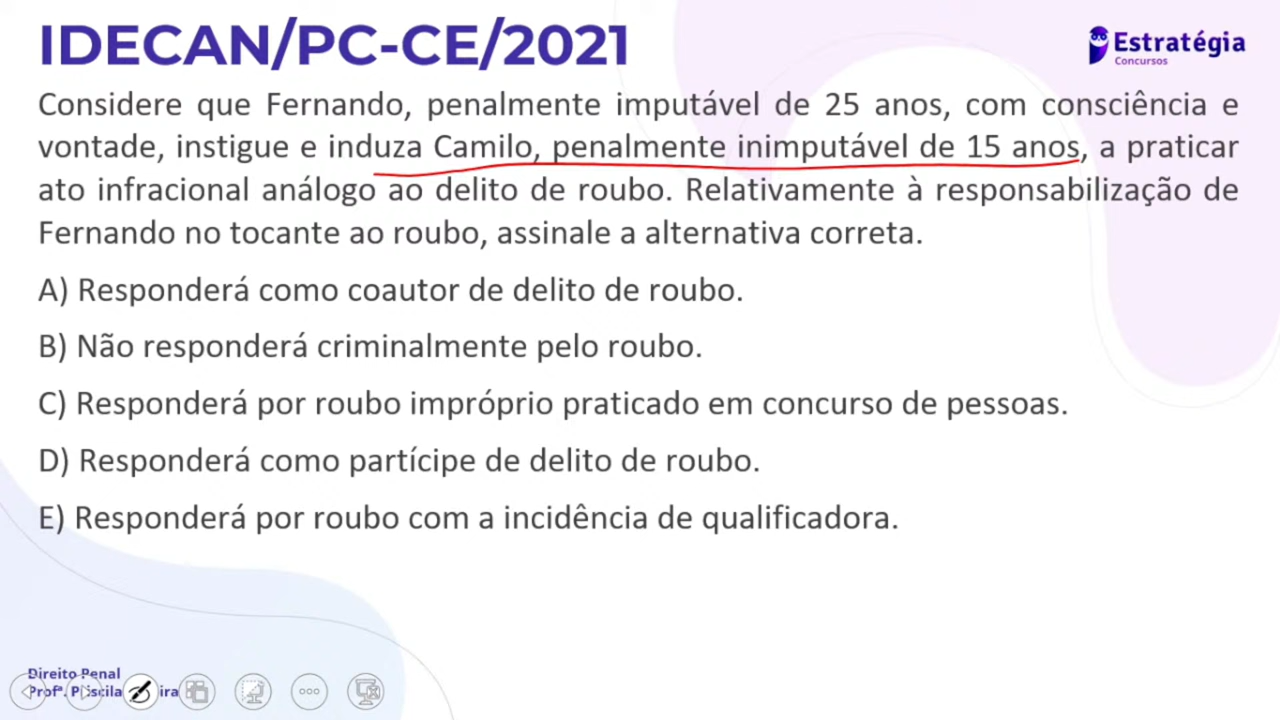 IDECAN/PC-CE/2021
Estratégia
Concursos
Considere que Fernando, penalmente imputável de 25 anos, com consciência e
vontade, instigue e induza Camilo, penalmente inimputável de 15 anos, a praticar
ato infracional análogo ao delito de roubo. Relativamente à responsabilização de
Fernando no tocante ao roubo, assinale a alternativa correta.
A) Responderá como coautor de delito de roubo.
B) Não responderá criminalmente pelo roubo.
C) Responderá por roubo impróprio praticado em concurso de pessoas.
D) Responderá como partícipe de delito de roubo.
E) Responderá por roubo com a incidência de qualificadora.
Direito Penal
Profª. Priscila